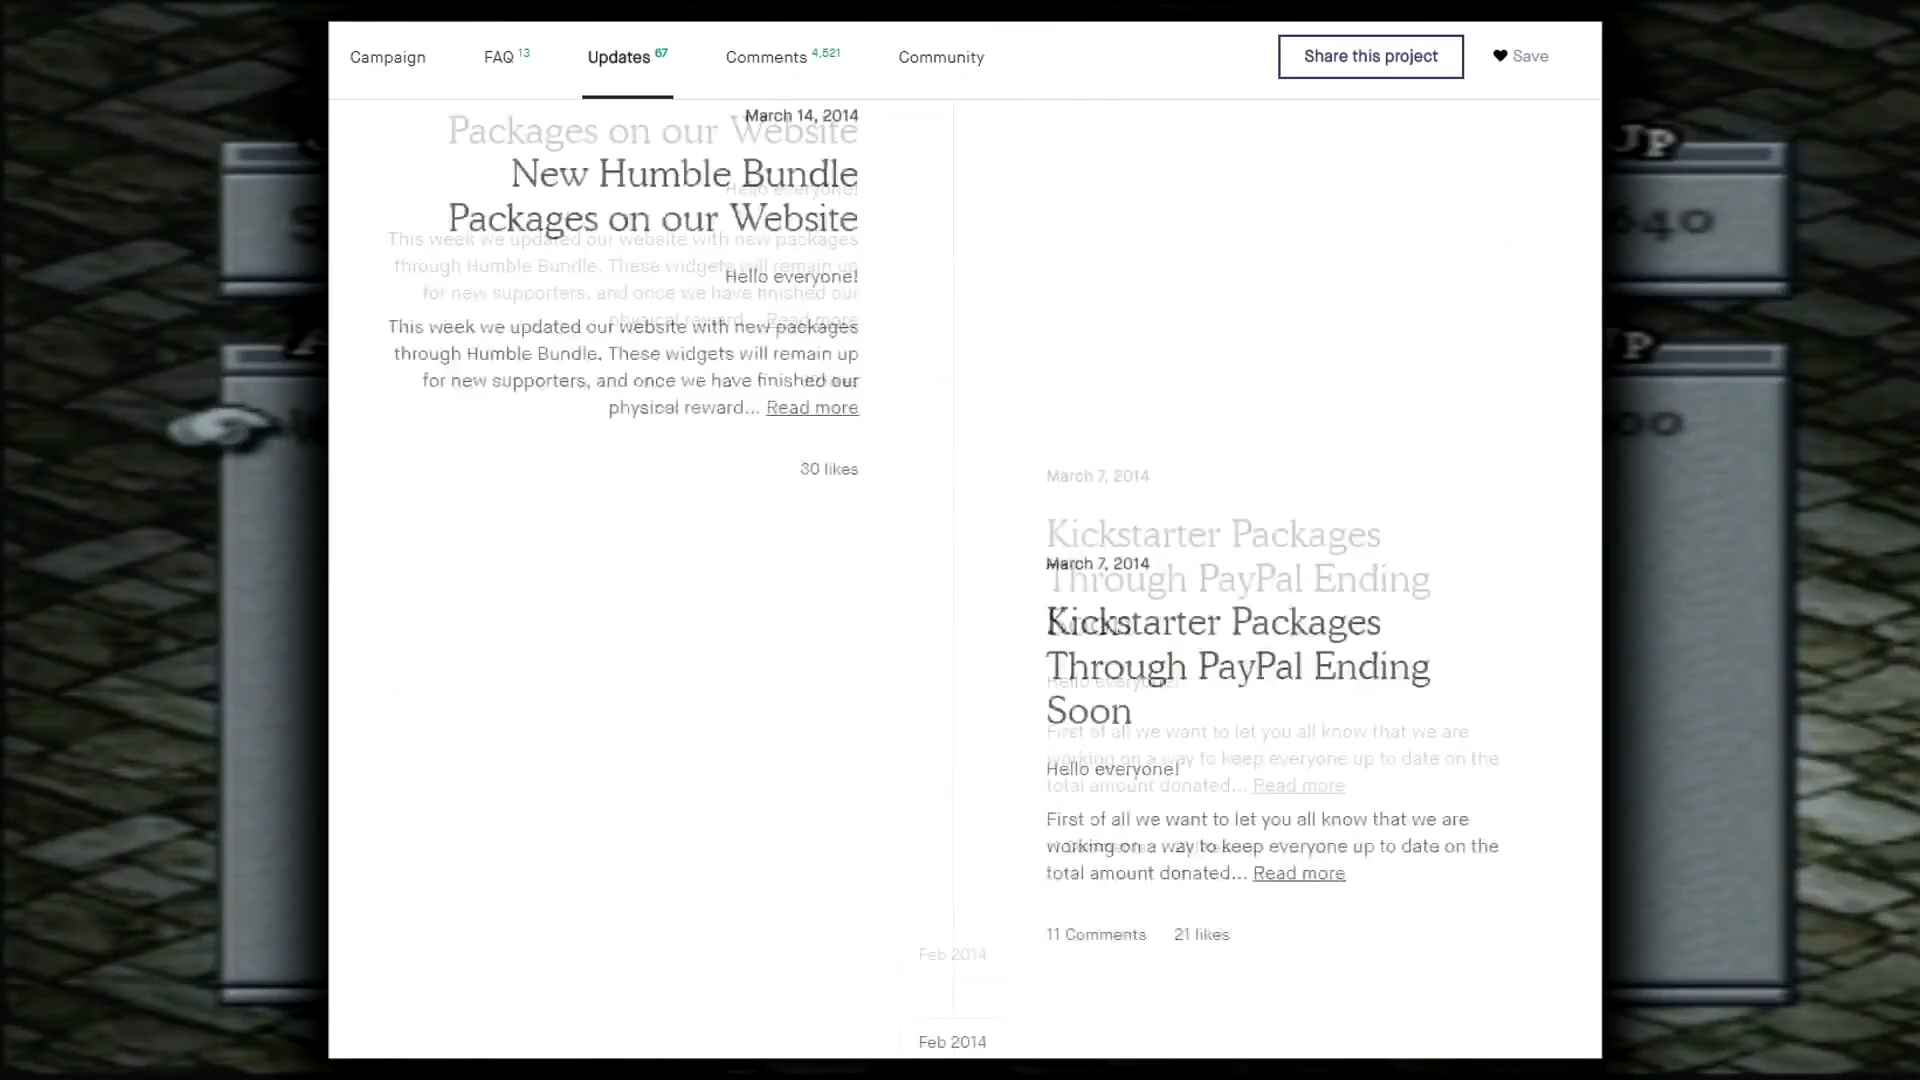 Campaign
FAQ 13
Updates 67
Comments 4,521
Community
Share this project
Save
March 14, 2014
New Humble Bundle
Packages on our Website
Hello everyone!
This week we updated our website with new packages
through Humble Bundle. These widgets will remain up
for new supporters, and once we have finished our
physical reward... Read more
30 likes
March 7, 2014
Kickstarter Packages
Through PayPal Ending
Soon
Hello everyone!
First of all we want to let you all know that we are
working on a way to keep everyone up to date on the
total amount donated... Read more
11 Comments 21 likes
Feb 2014